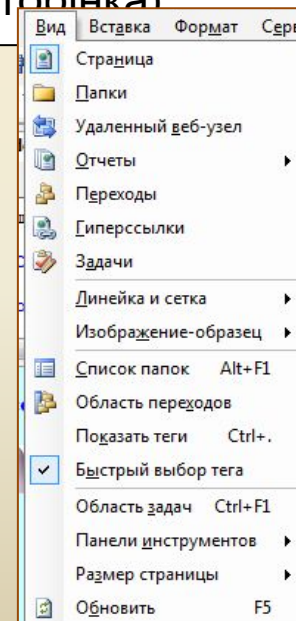 Вид Вставка Формат
Страница
Папки
Удаленный веб-узел
Отчеты
Переходы
Гиперссылки
Задачи
Линейка и сетка
Изображение-образец
Список папок Alt+F1
Область переходов
Показать теги Ctrl+.
Быстрый выбор тега
Область задач Ctrl+F1
Панели инструментов
Размер страницы
Обновить F5